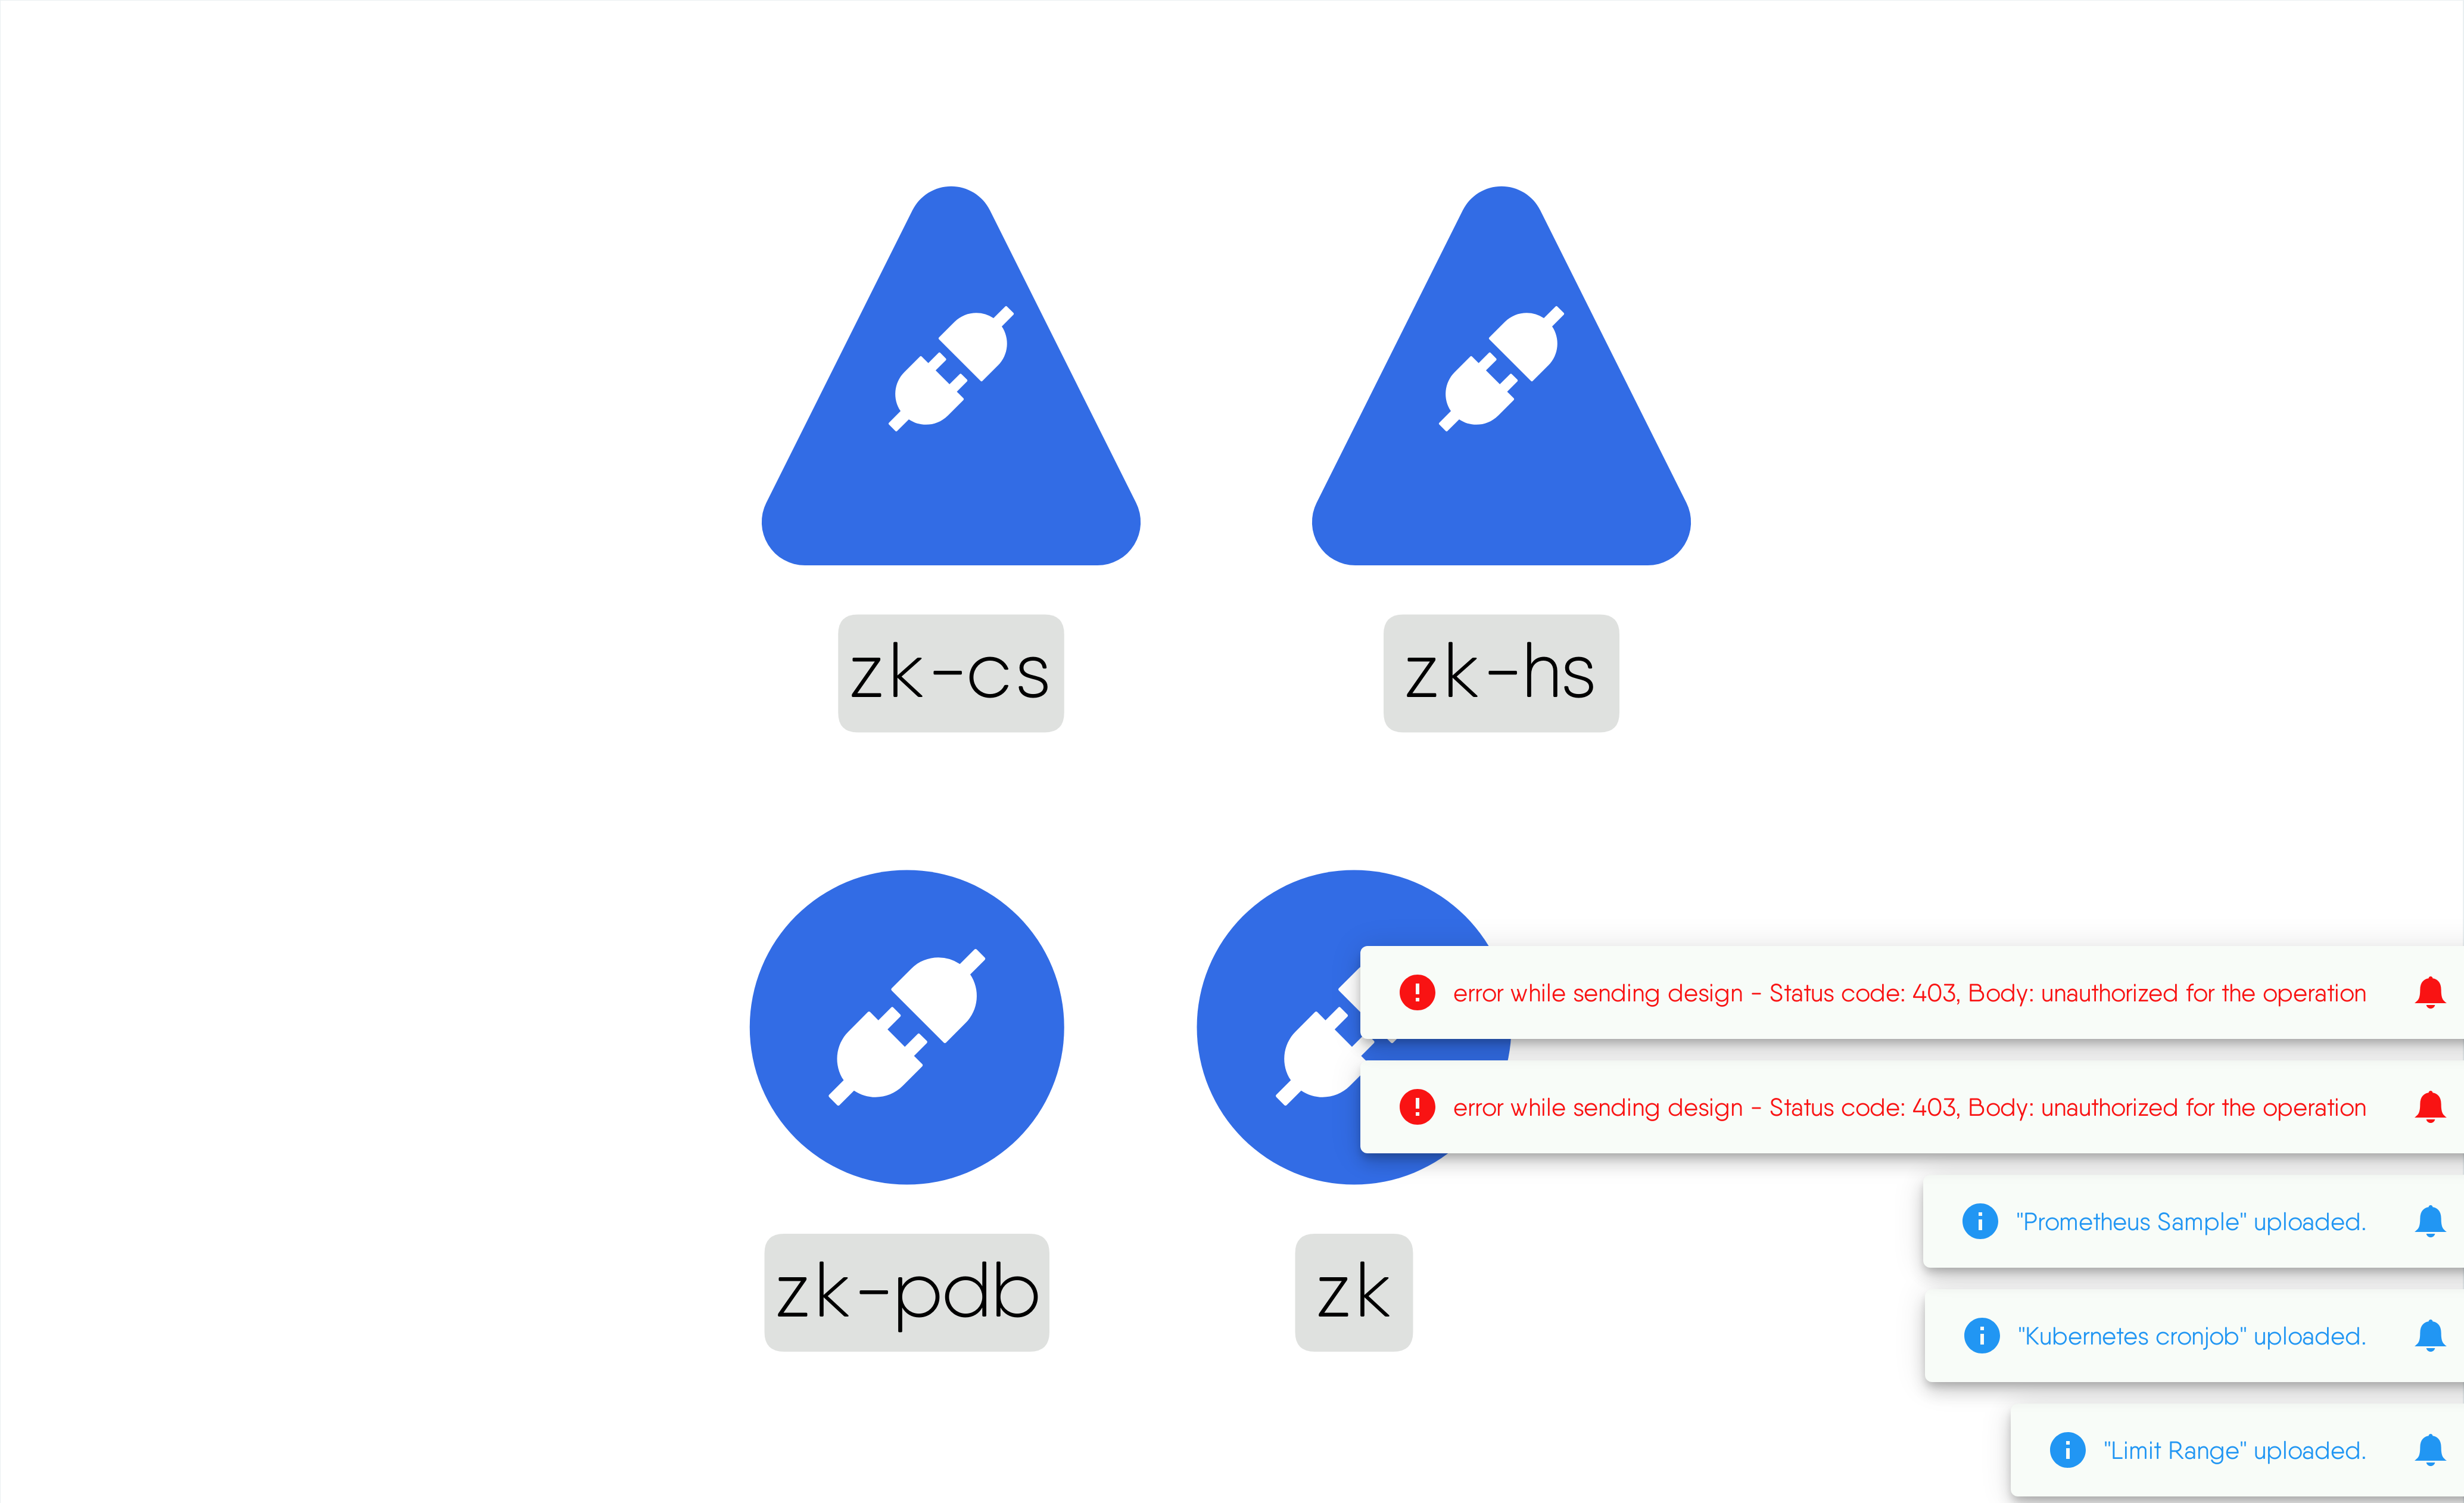 zk-cs
zk-hs
error while sending design - Status code: 403, Body: unauthorized for the operation
error while sending design - Status code: 403, Body: unauthorized for the operation
"Prometheus Sample" uploaded.
zk-pdb
zk
"Kubernetes cronjob" uploaded.
"Limit Range" uploaded.